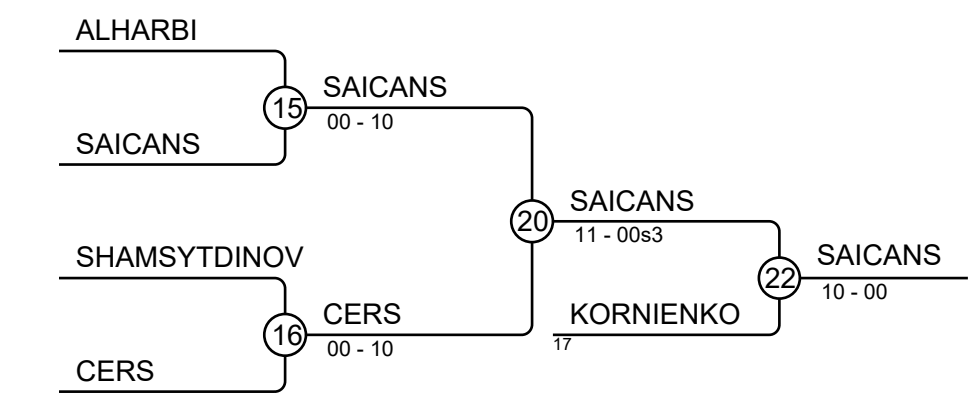 ALHARBI
SAICANS
15
00 - 10
SAICANS
SAICANS
20
11 - 00s3
SHAMSYTDINOV
SAICANS
22
10 - 00
CERS
16
00 - 10
KORNIENKO
17
CERS